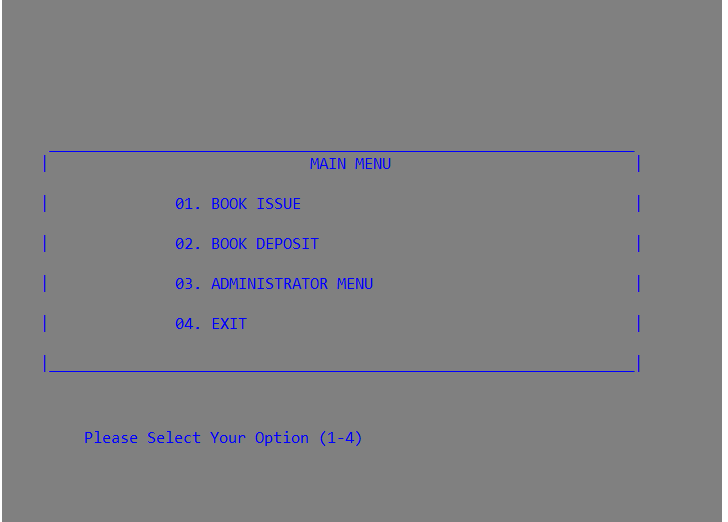 MAIN MENU
01. BOOK ISSUE
02. BOOK DEPOSIT
03. ADMINISTRATOR MENU
04. EXIT
Please Select Your Option (1-4)